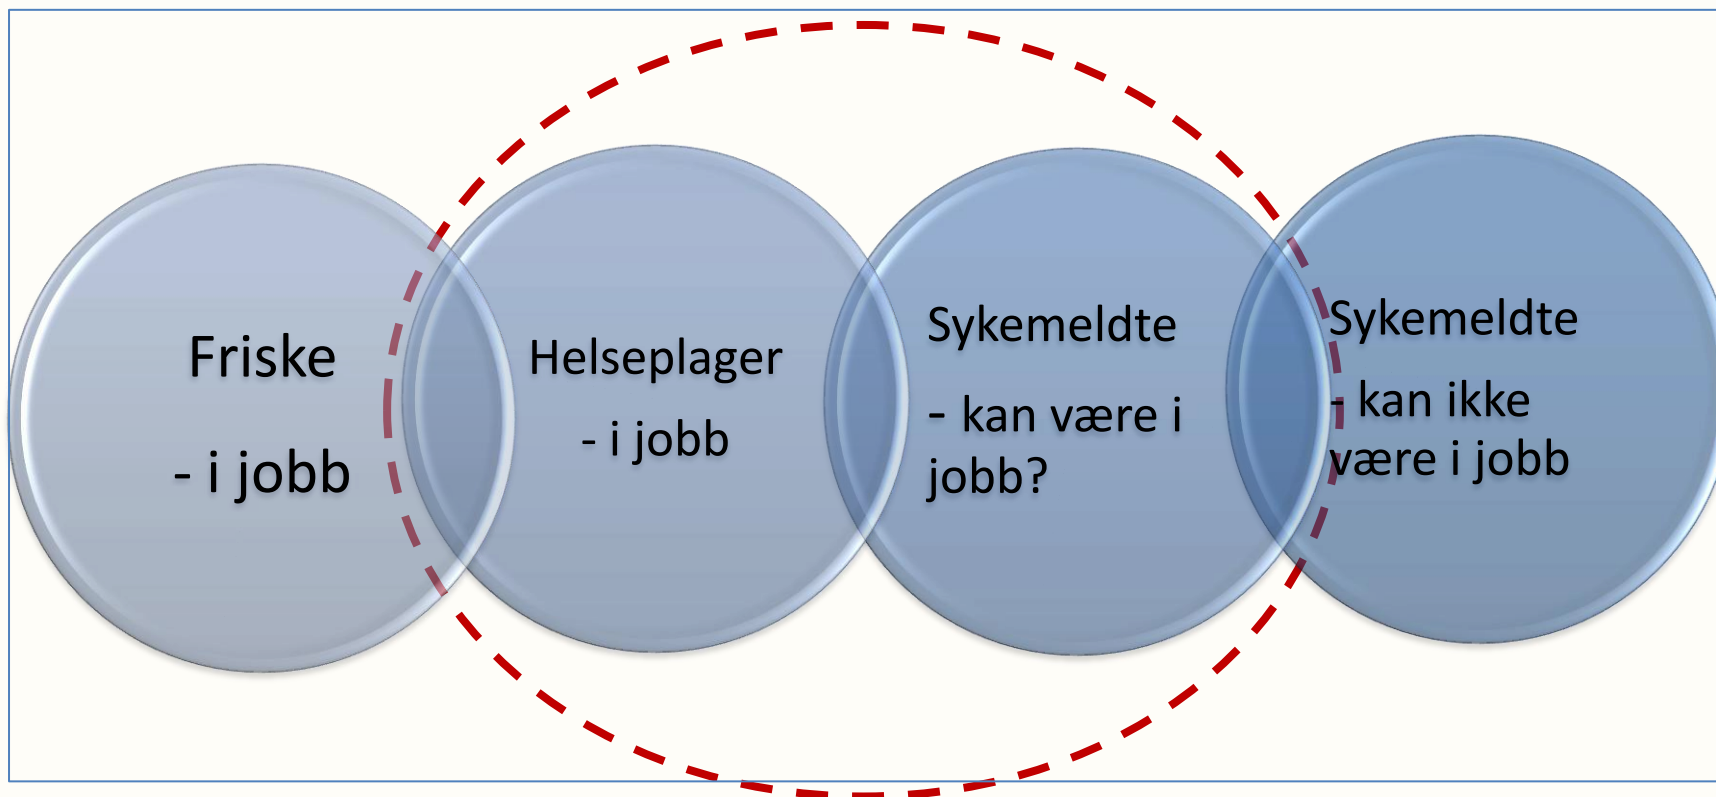 Friske
- i jobb
Helseplager
- i jobb
Sykemeldte
- kan være i
jobb?
Sykemeldte
- kan ikke
være i jobb